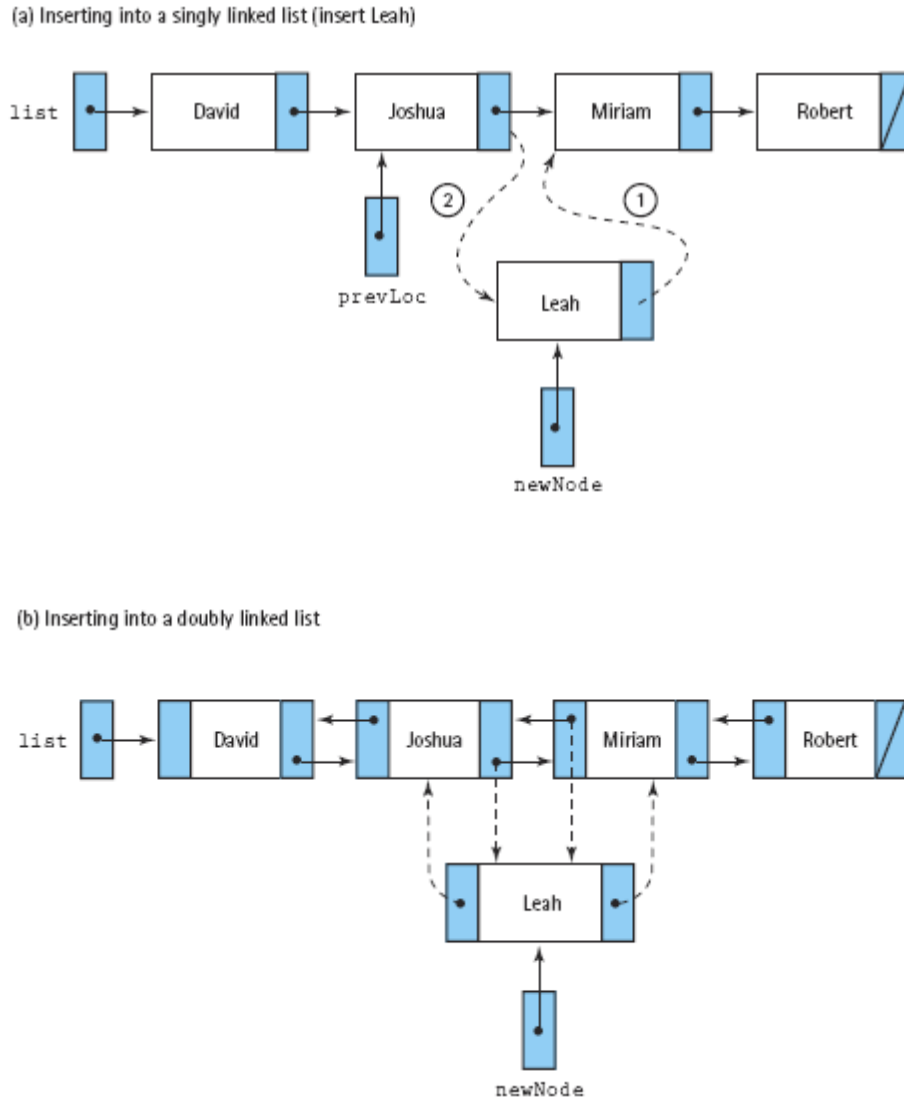 (a) Inserting into a singly linked list (insert Leah)
list
David
Joshua
Miriam
Robert
2
1
prevLoc
Leah
newNode
(b) Inserting into a doubly linked list
list
David
Joshua
Miriam
Robert
Leah
newNode